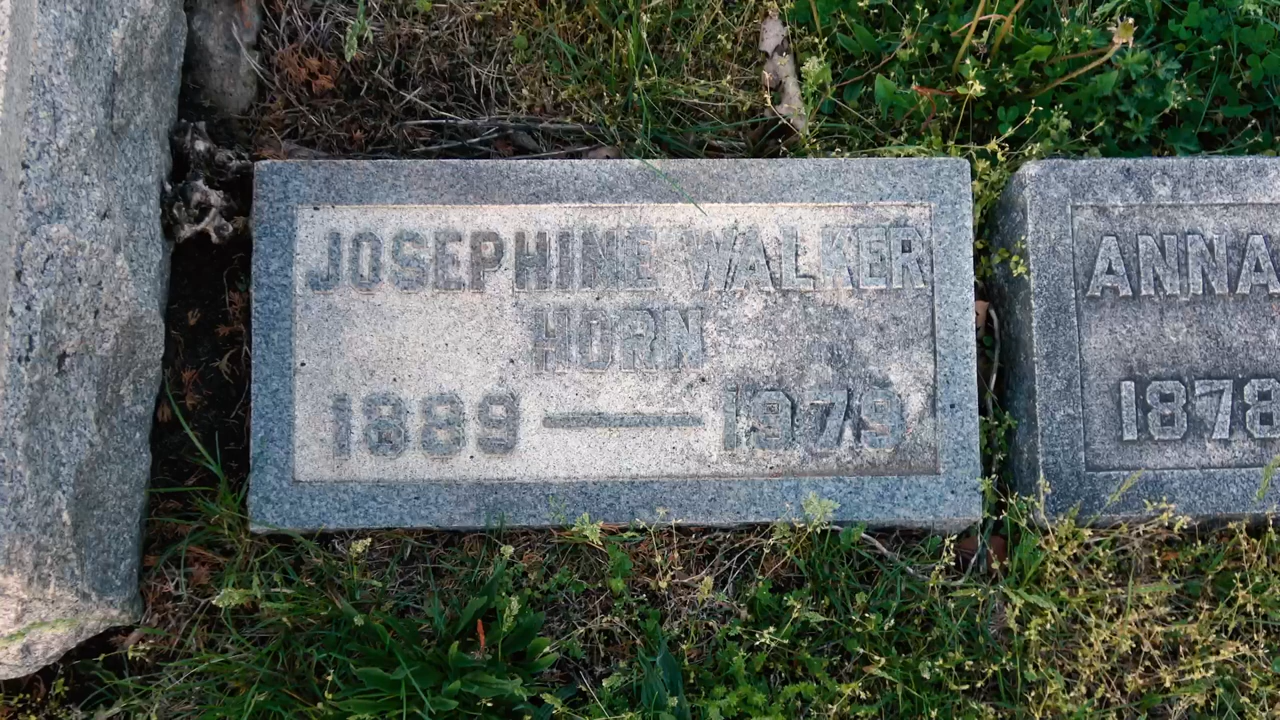 JOSEPHINE WALKER
HORN
1889 — 1979
ANNA
1878